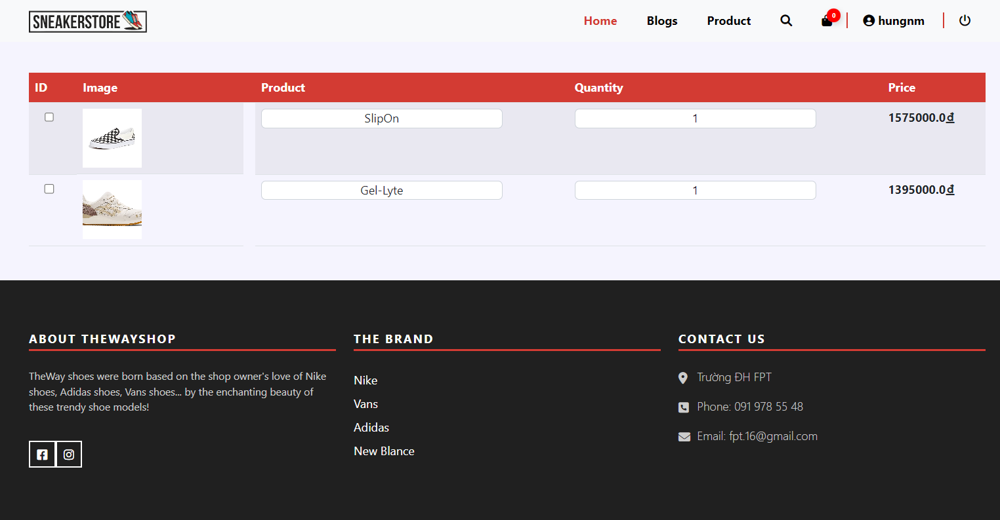 SNEAKERSTORE
Home Blogs Product 0 hungnm
ID Image Product Quantity Price
SlipOn 1 1575000.0₫
Gel-Lyte 1 1395000.0₫
ABOUT THEWAYSHOP
TheWay shoes were born based on the shop owner's love of Nike
shoes, Adidas shoes, Vans shoes... by the enchanting beauty of
these trendy shoe models!
THE BRAND
Nike
Vans
Adidas
New Blance
CONTACT US
Trường ĐH FPT
Phone: 091 978 55 48
Email: fpt.16@gmail.com